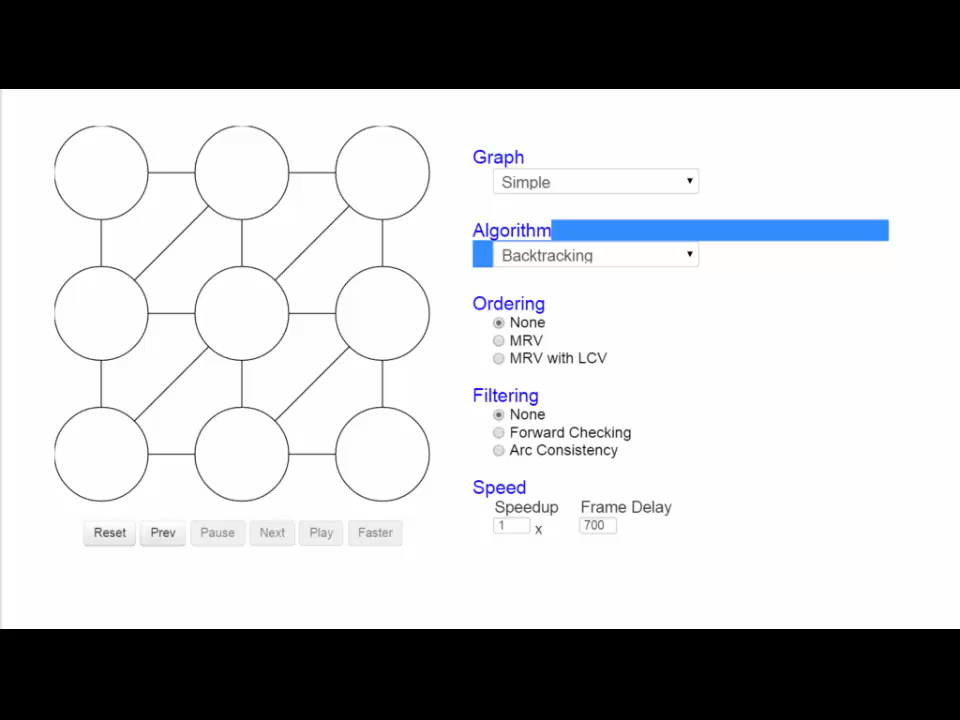 Graph
Simple
Algorithm
Backtracking
Ordering
None
MRV
MRV with LCV
Filtering
None
Forward Checking
Arc Consistency
Speed
Speedup Frame Delay
1 x 700
Reset Prev Pause Next Play Faster